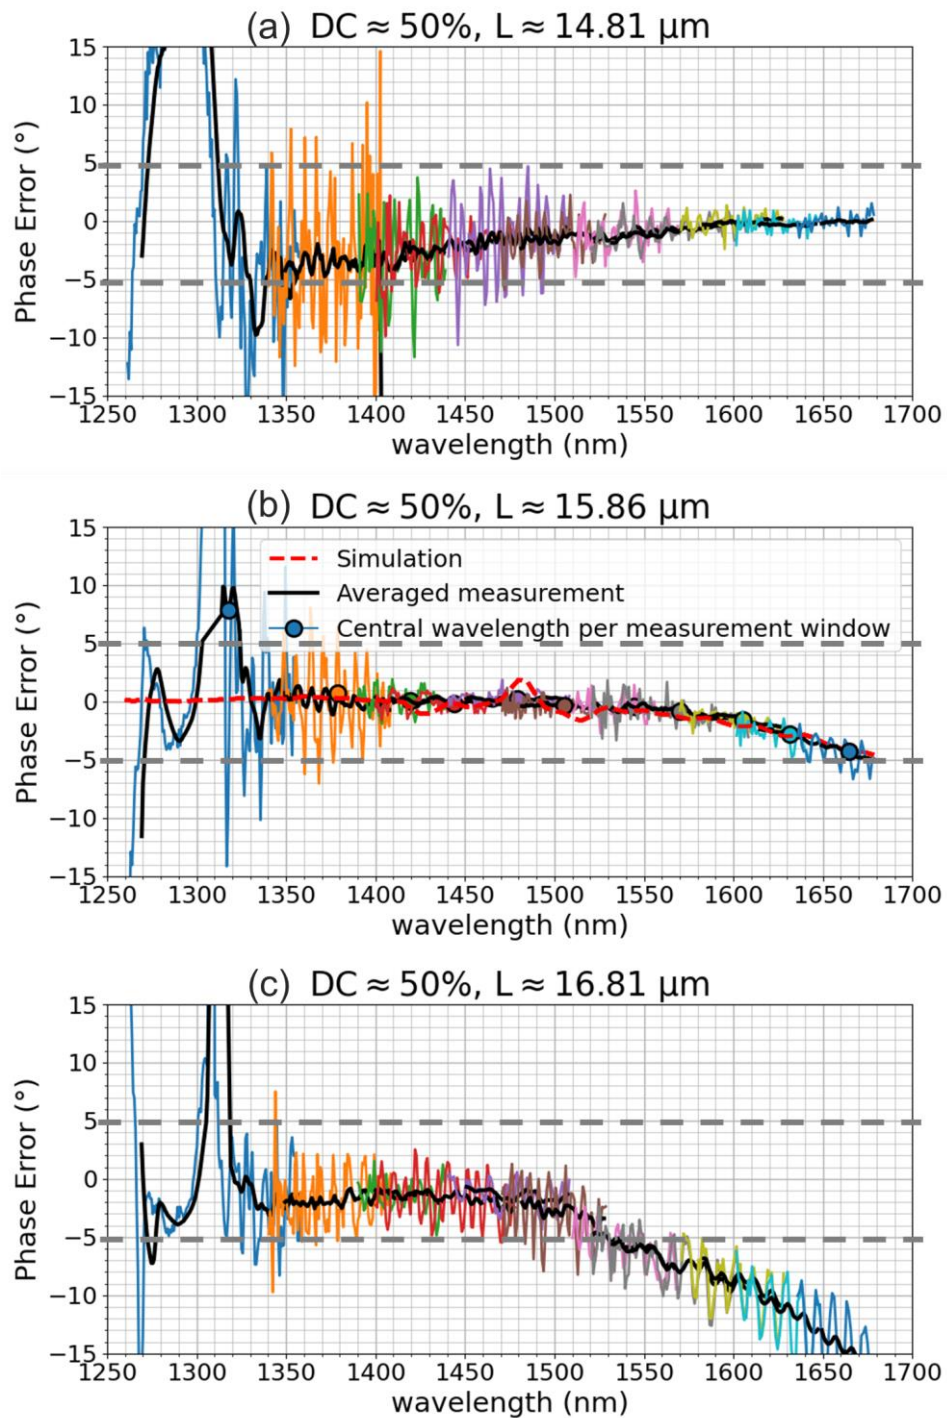 (a) DC ≈ 50%, L ≈ 14.81 μm
15
10
5
0
−5
−10
−15
Phase Error (°)
1250 1300 1350 1400 1450 1500 1550 1600 1650 1700
wavelength (nm)
(b) DC ≈ 50%, L ≈ 15.86 μm
Simulation
Averaged measurement
Central wavelength per measurement window
15
10
5
0
−5
−10
−15
Phase Error (°)
1250 1300 1350 1400 1450 1500 1550 1600 1650 1700
wavelength (nm)
(c) DC ≈ 50%, L ≈ 16.81 μm
15
10
5
0
−5
−10
−15
Phase Error (°)
1250 1300 1350 1400 1450 1500 1550 1600 1650 1700
wavelength (nm)